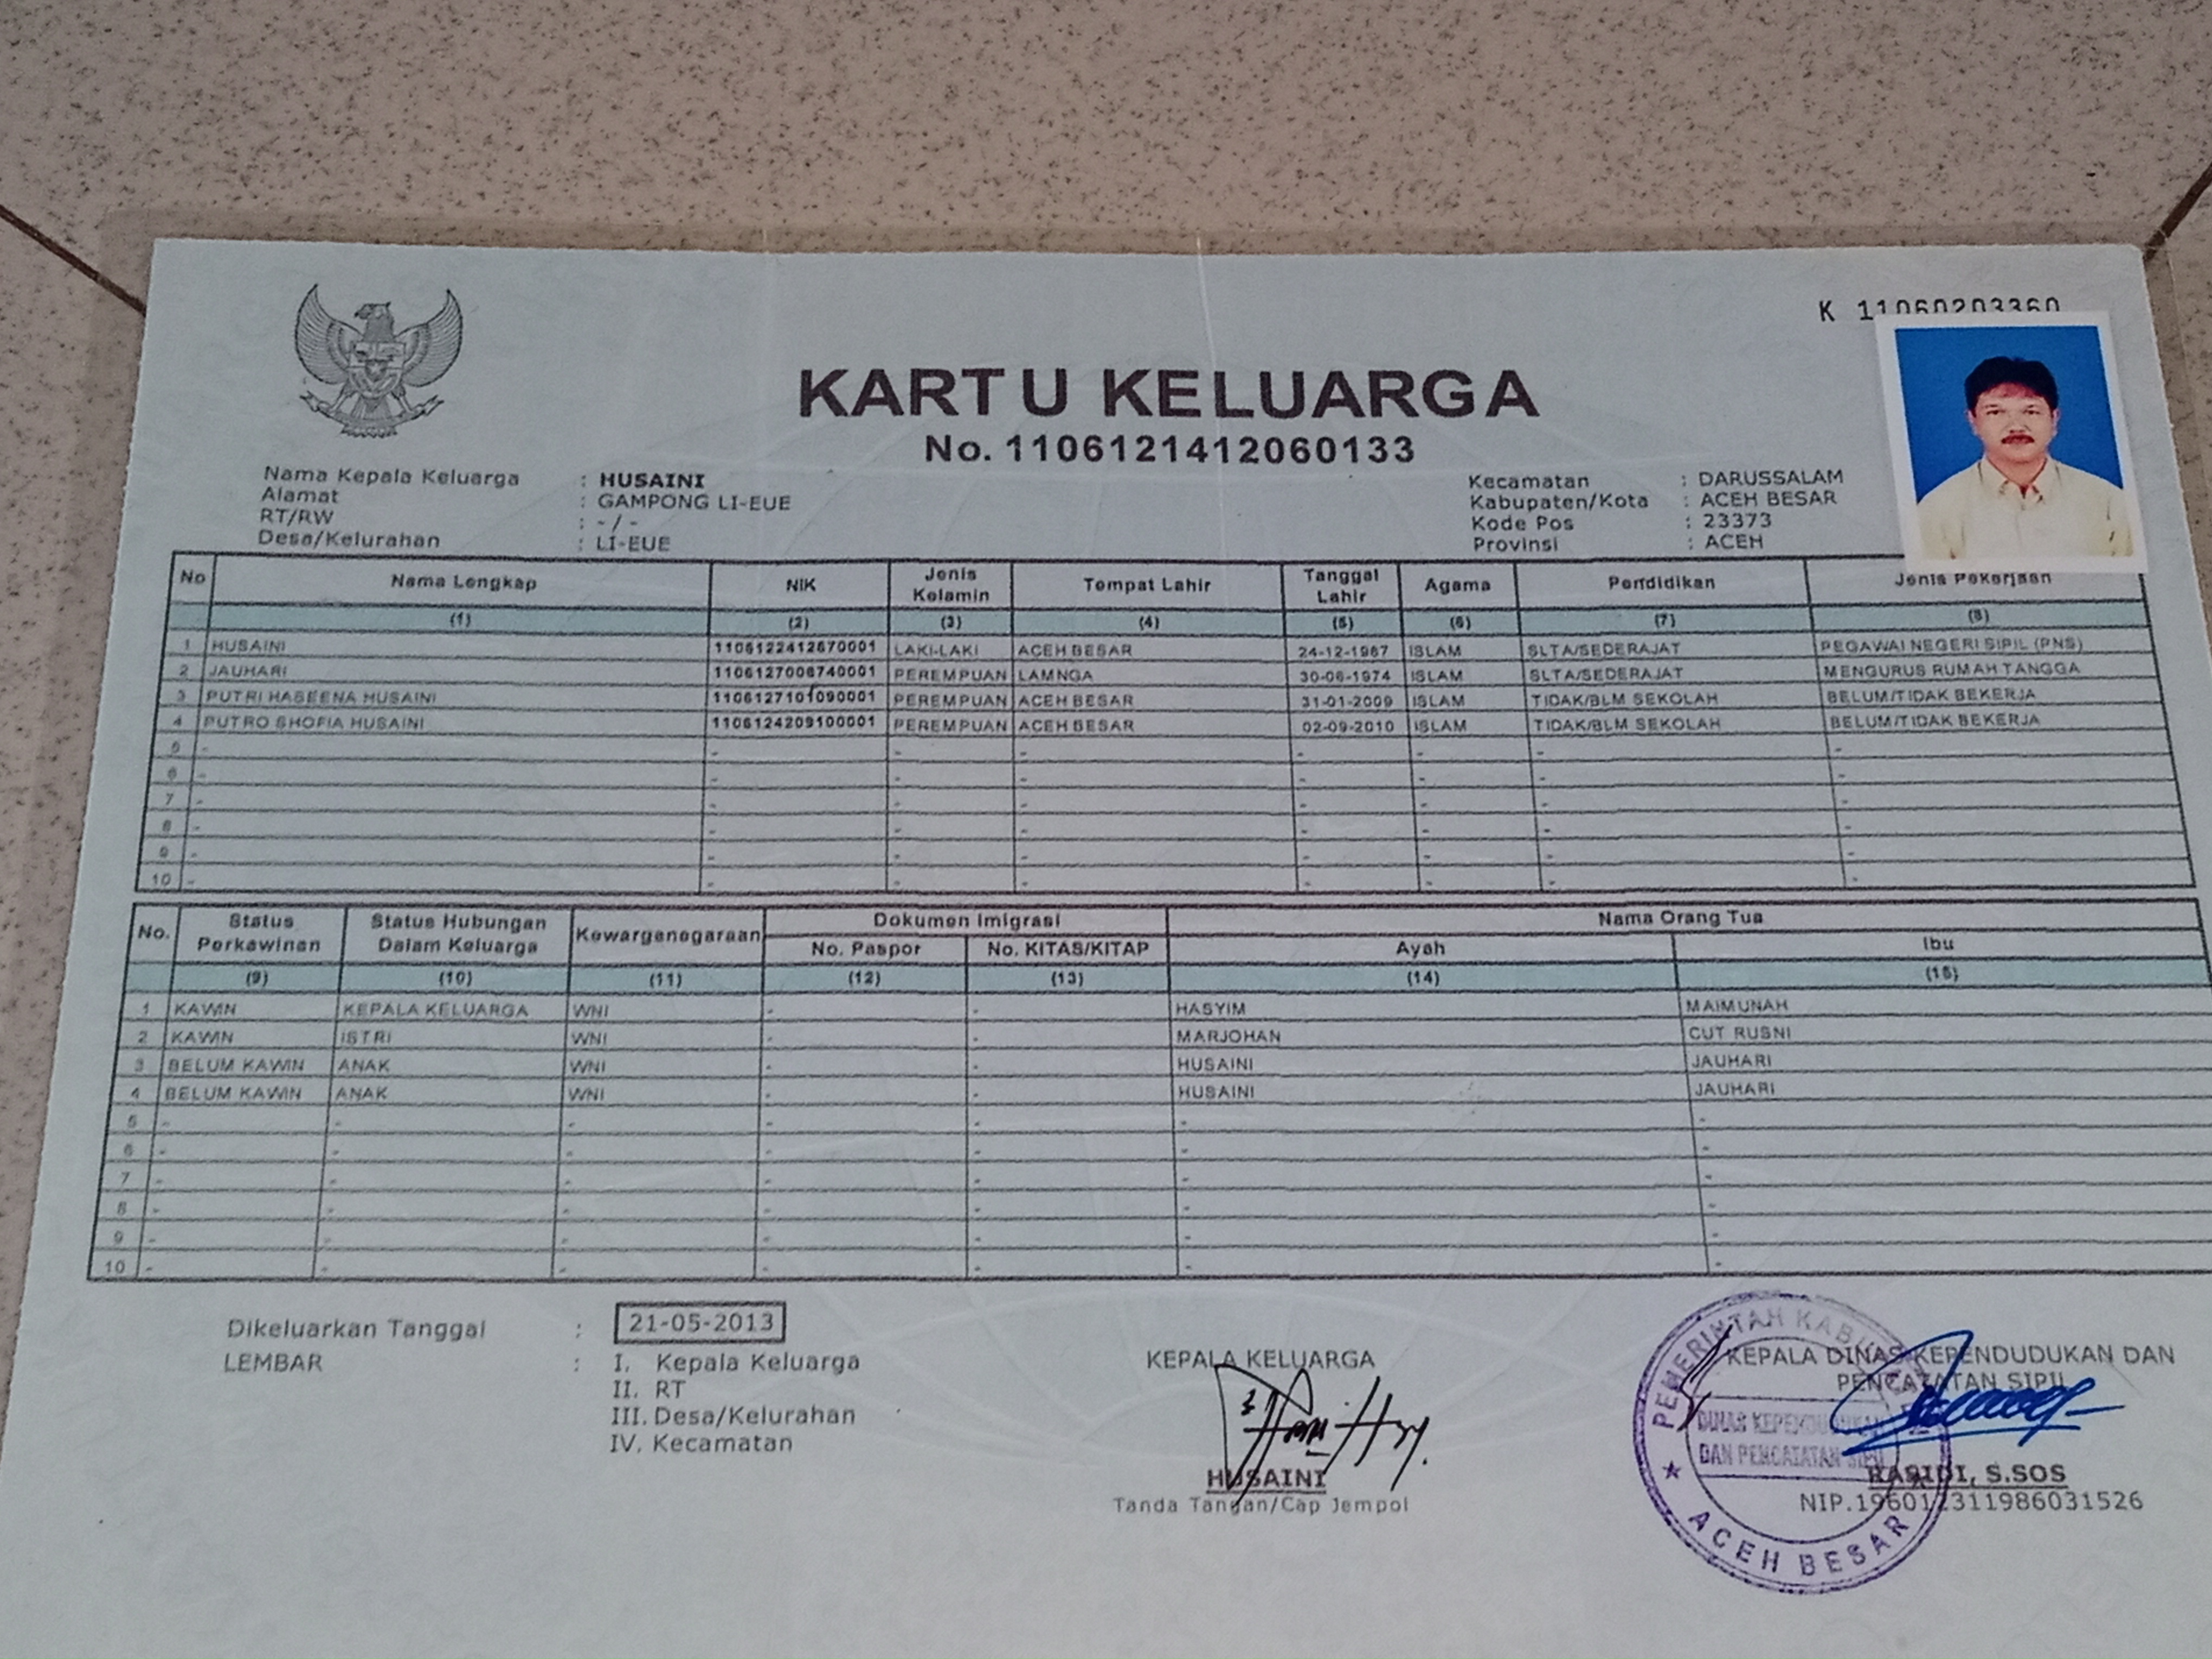 K 11060203360
KARTU KELUARGA
No. 1106121412060133
Nama Kepala Keluarga : HUSAINI
Alamat : GAMPONG LI-EUE
RT/RW : -/-
Desa/Kelurahan : LI-EUE
Kecamatan : DARUSSALAM
Kabupaten/Kota : ACEH BESAR
Kode Pos : 23373
Provinsi : ACEH
No Nama Lengkap NIK Jenis Kelamin Tempat Lahir Tanggal Lahir Agama Pendidikan Jenis Pekerjaan
(1) (2) (3) (4) (5) (6) (7) (8)
1 HUSAINI 1106122412670001 LAKI-LAKI ACEH BESAR 24-12-1967 ISLAM SLTA/SEDERAJAT PEGAWAI NEGERI SIPIL (PNS)
2 JAUHARI 1106127006740001 PEREMPUAN LAMNGA 30-06-1974 ISLAM SLTA/SEDERAJAT MENGURUS RUMAH TANGGA
3 PUTRI HASEENA HUSAINI 1106127101090001 PEREMPUAN ACEH BESAR 31-01-2009 ISLAM TIDAK/BLM SEKOLAH BELUM/TIDAK BEKERJA
4 PUTRO SHOFIA HUSAINI 1106124209100001 PEREMPUAN ACEH BESAR 02-09-2010 ISLAM TIDAK/BLM SEKOLAH BELUM/TIDAK BEKERJA
5 - - - - - - - -
6 - - - - - - - -
7 - - - - - - - -
8 - - - - - - - -
9 - - - - - - - -
10 - - - - - - - -
No. Status Perkawinan Status Hubungan Dalam Keluarga Kewarganegaraan Dokumen Imigrasi Nama Orang Tua
No. Paspor No. KITAS/KITAP Ayah Ibu
(9) (10) (11) (12) (13) (14) (15)
1 KAWIN KEPALA KELUARGA WNI - - HASYIM MAIMUNAH
2 KAWIN ISTRI WNI - - MARJOHAN CUT RUSNI
3 BELUM KAWIN ANAK WNI - - HUSAINI JAUHARI
4 BELUM KAWIN ANAK WNI - - HUSAINI JAUHARI
5 - - - - - - -
6 - - - - - - -
7 - - - - - - -
8 - - - - - - -
9 - - - - - - -
10 - - - - - - -
Dikeluarkan Tanggal : 21-05-2013
LEMBAR : I. Kepala Keluarga
II. RT
III. Desa/Kelurahan
IV. Kecamatan
KEPALA KELUARGA
HUSAINI
Tanda Tangan/Cap Jempol
KEPALA DINAS KEPENDUDUKAN DAN
PENCATATAN SIPIL
RASIDI, S.SOS
NIP.196012311986031526
PEMERINTAH KABUPATEN
DINAS KEPENDUDUKAN
DAN PENCATATAN SIPIL
ACEH BESAR